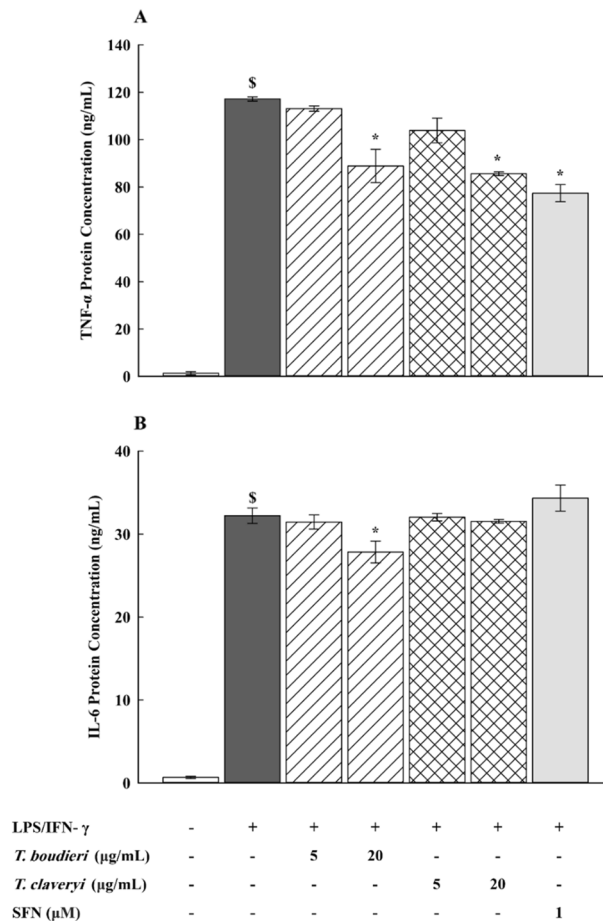 A
TNF-α Protein Concentration (ng/mL)
140
120
100
80
60
40
20
0
$
*
*
*
B
IL-6 Protein Concentration (ng/mL)
40
30
20
10
0
$
*
LPS/IFN- γ - + + + + + +
T. boudieri (μg/mL) - - 5 20 - - -
T. claveryi (μg/mL) - - - - 5 20 -
SFN (μM) - - - - - - 1